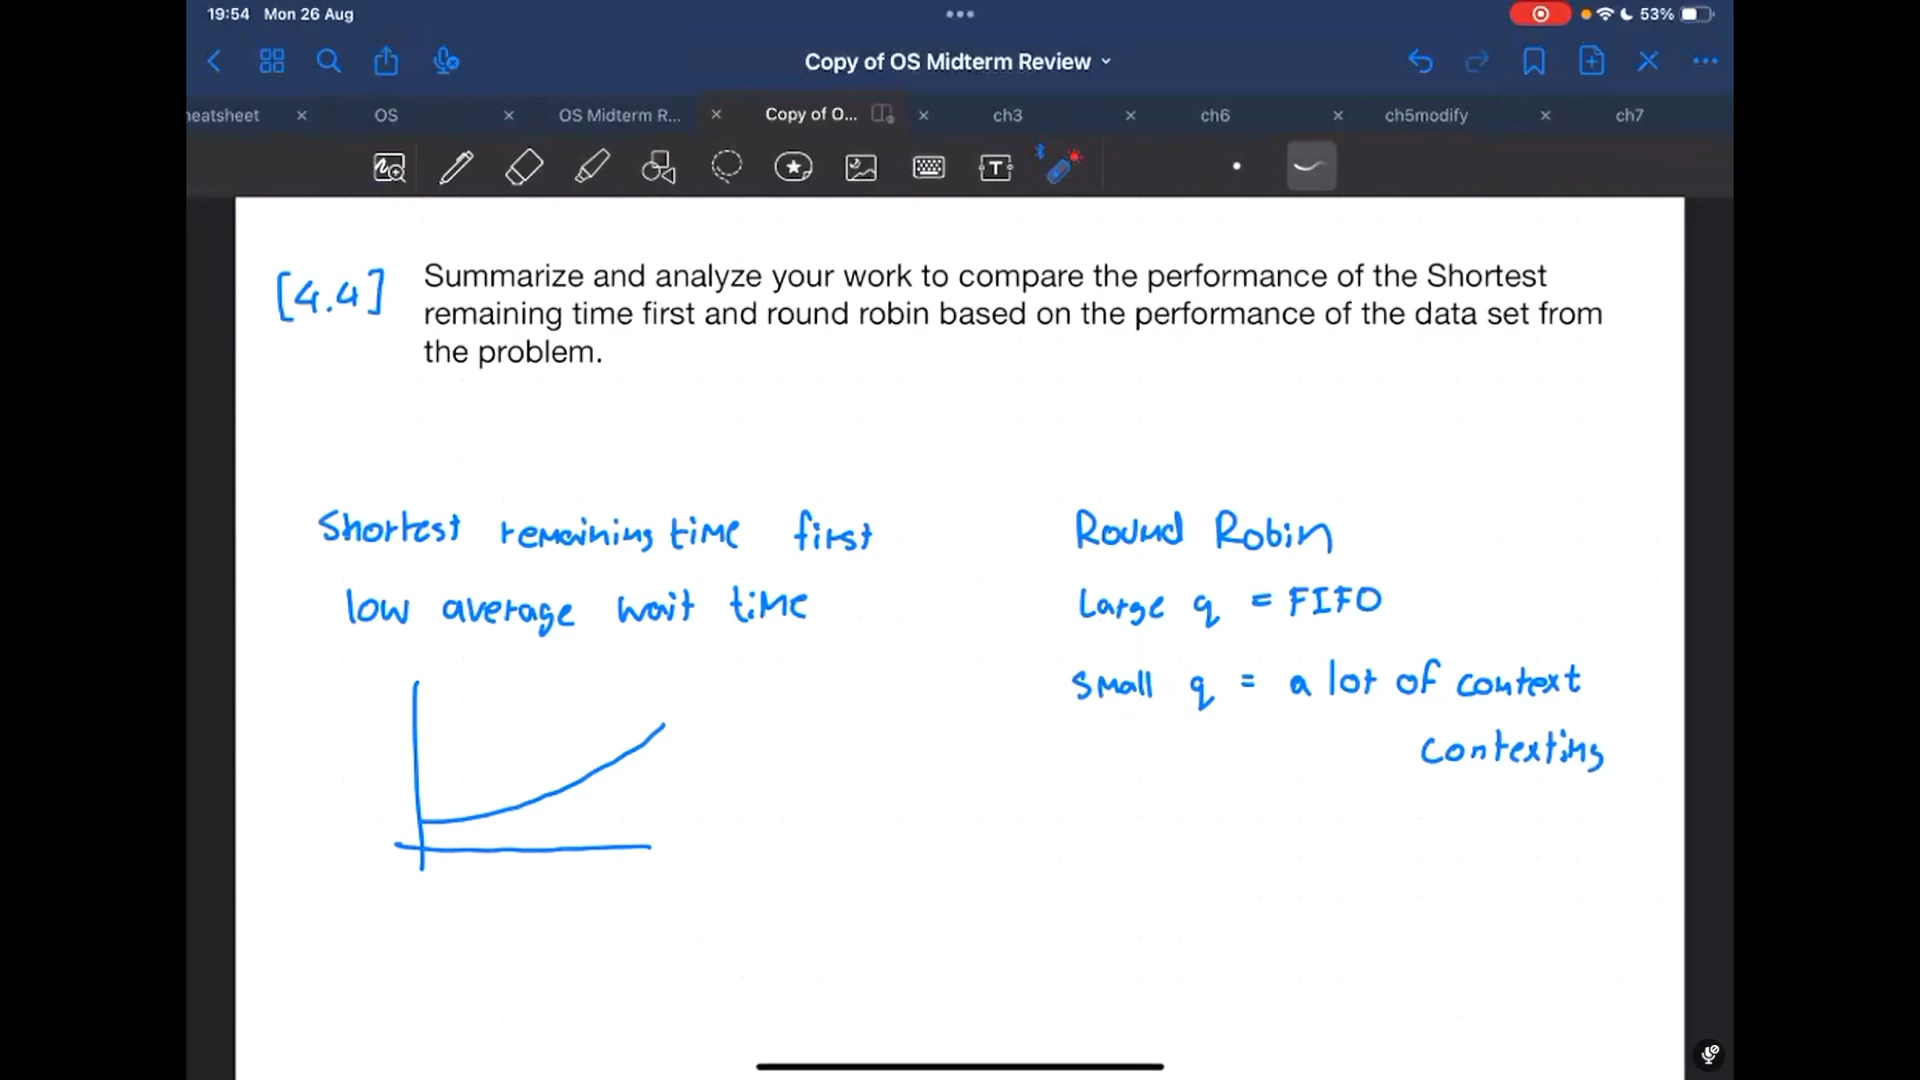 19:54 Mon 26 Aug
53%
Copy of OS Midterm Review
heatsheet
OS
OS Midterm R...
Copy of O...
ch3
ch6
ch5modify
ch7
T
[4.4] Summarize and analyze your work to compare the performance of the Shortest
remaining time first and round robin based on the performance of the data set from
the problem.
Shortest remaining time first
low average wait time
Round Robin
Large q = FIFO
small q = a lot of context
contexting